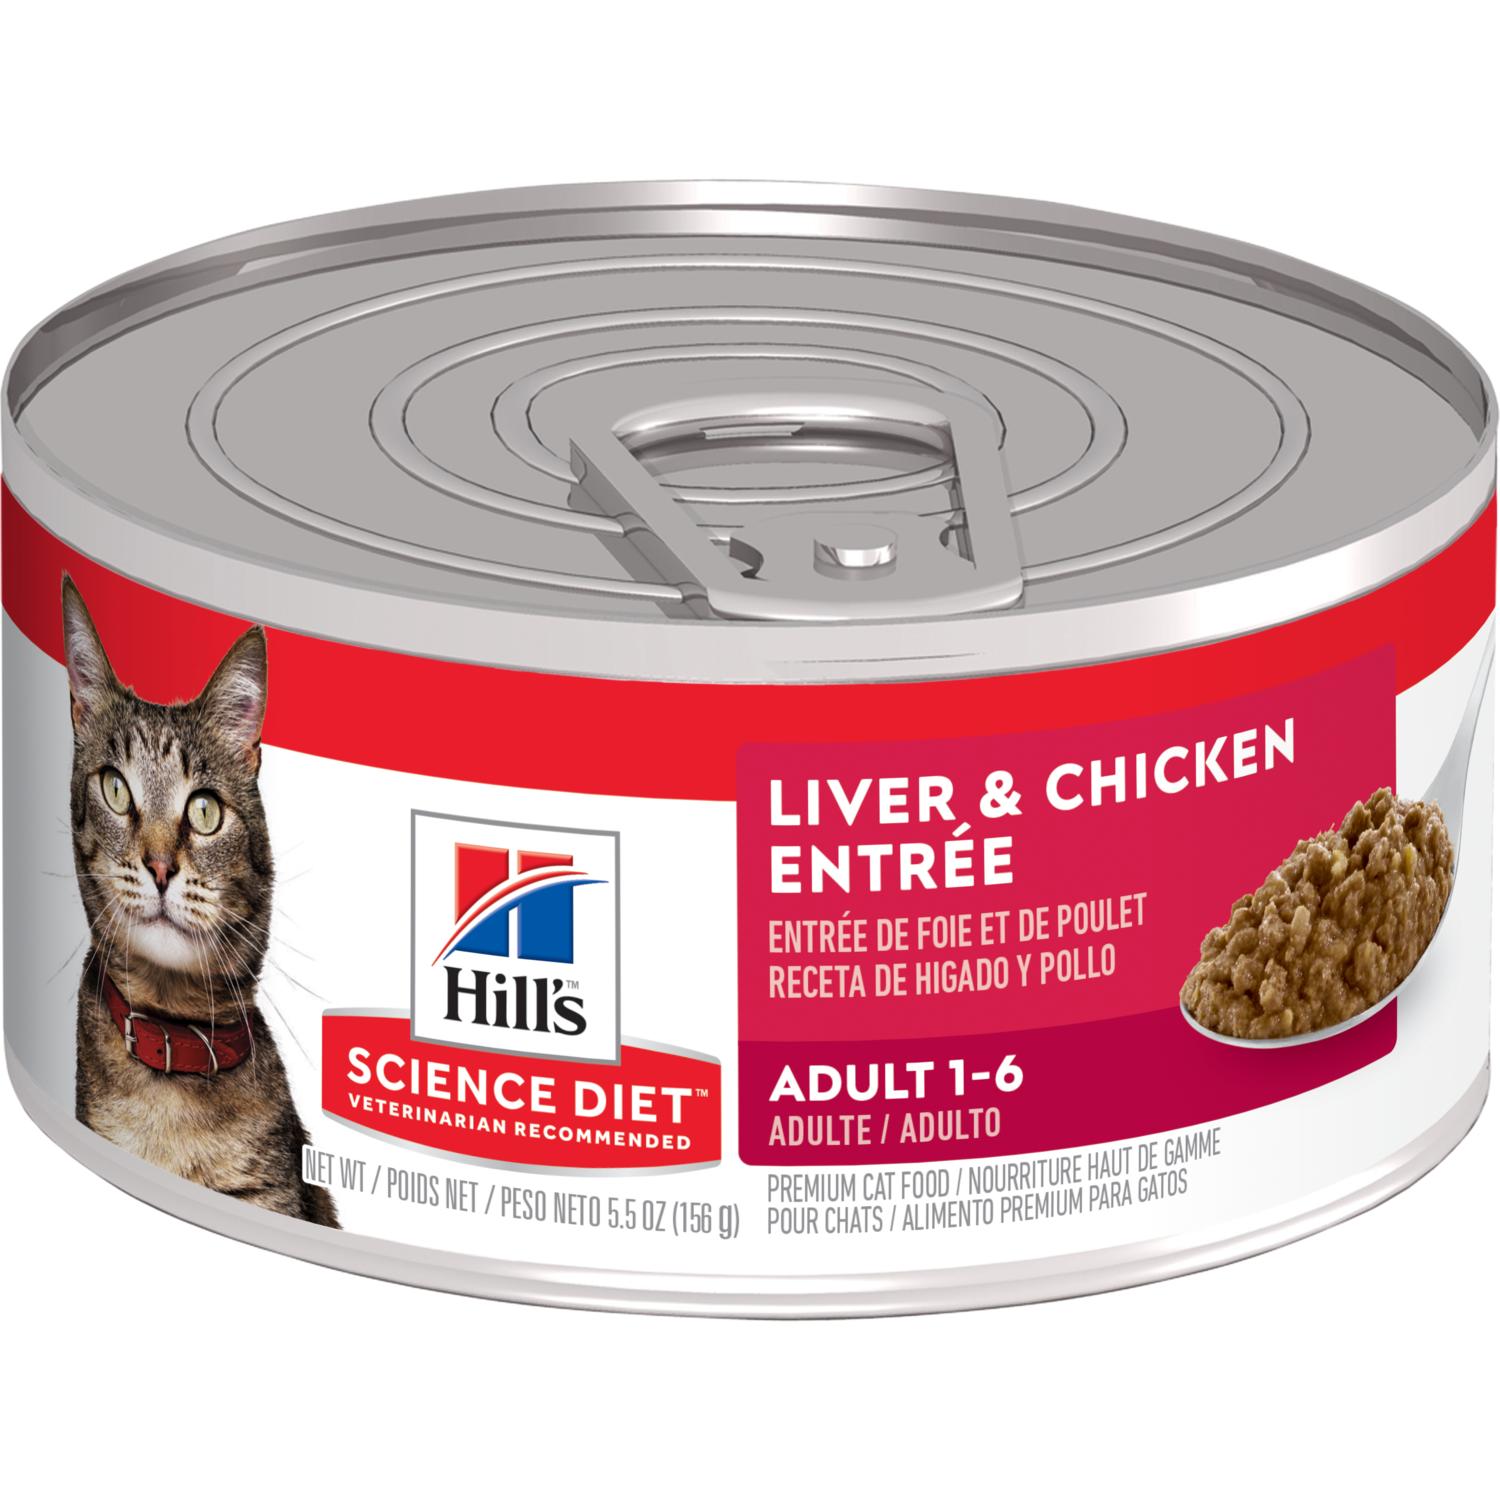 Hill's™
SCIENCE DIET™
VETERINARIAN RECOMMENDED
NET WT / POIDS NET / PESO NETO 5.5 OZ (156 g)
LIVER & CHICKEN
ENTRÉE
ENTRÉE DE FOIE ET DE POULET
RECETA DE HIGADO Y POLLO
ADULT 1-6
ADULTE / ADULTO
PREMIUM CAT FOOD / NOURRITURE HAUT DE GAMME
POUR CHATS / ALIMENTO PREMIUM PARA GATOS